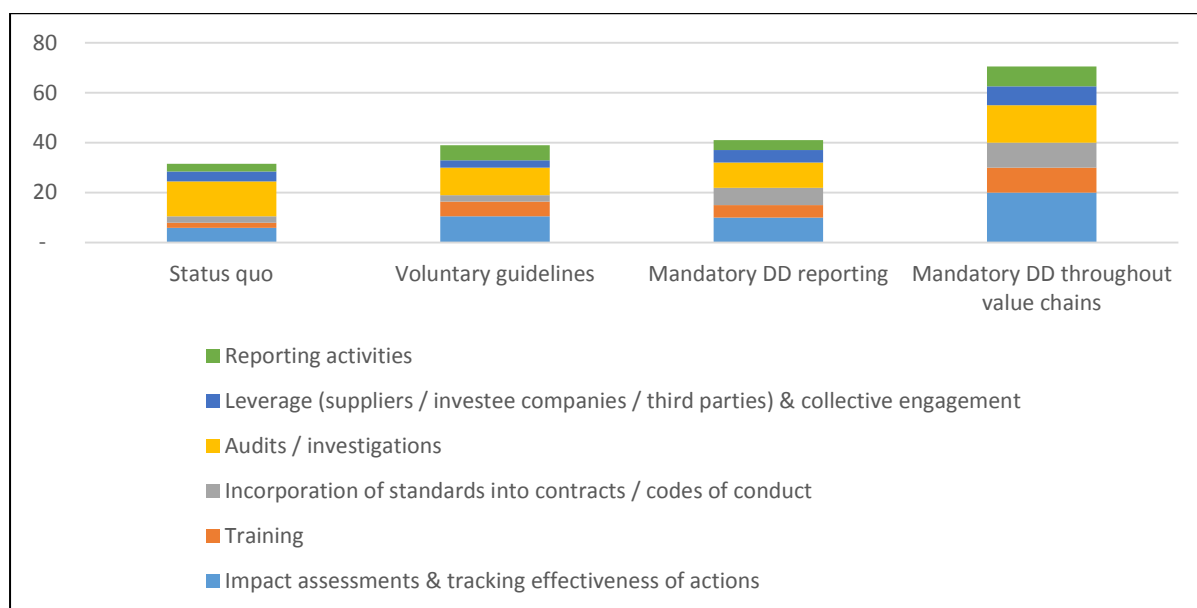 80
60
40
20
-
Status quo
Voluntary guidelines
Mandatory DD reporting
Mandatory DD throughout
value chains
Reporting activities
Leverage (suppliers / investee companies / third parties) & collective engagement
Audits / investigations
Incorporation of standards into contracts / codes of conduct
Training
Impact assessments & tracking effectiveness of actions